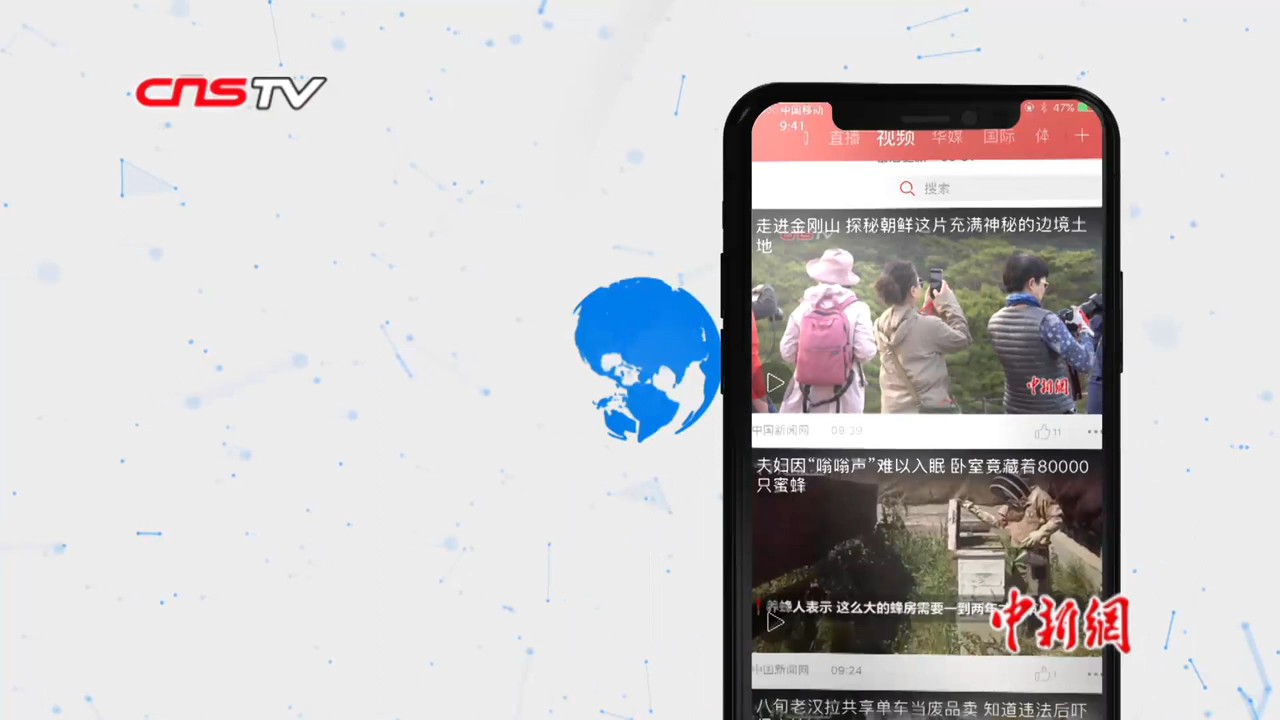 CNSTV
中国移动
47%
9:41
直播 视频 华媒 国际 体 +
搜索
走进金刚山 探秘朝鲜这片充满神秘的边境土
地
中新网
中国新闻网 09:39 11
夫妇因“嗡嗡声”难以入眠 卧室竟藏着80000
只蜜蜂
养蜂人表示 这么大的蜂房需要一到两年
中新網
中国新闻网 09:24 1
八旬老汉拉共享单车当废品卖 知道违法后吓